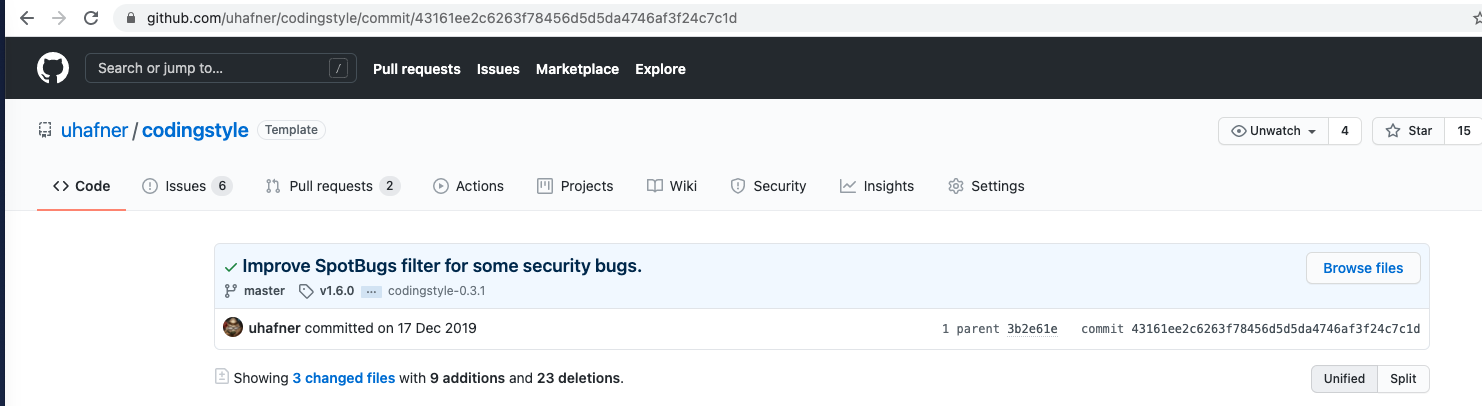 github.com/uhafner/codingstyle/commit/43161ee2c6263f78456d5d5da4746af3f24c7c1d
Search or jump to... / Pull requests Issues Marketplace Explore
uhafner / codingstyle Template Unwatch 4 Star 15
Code Issues 6 Pull requests 2 Actions Projects Wiki Security Insights Settings
Improve SpotBugs filter for some security bugs. Browse files
master v1.6.0 ... codingstyle-0.3.1
uhafner committed on 17 Dec 2019 1 parent 3b2e61e commit 43161ee2c6263f78456d5d5da4746af3f24c7c1d
Showing 3 changed files with 9 additions and 23 deletions. Unified Split